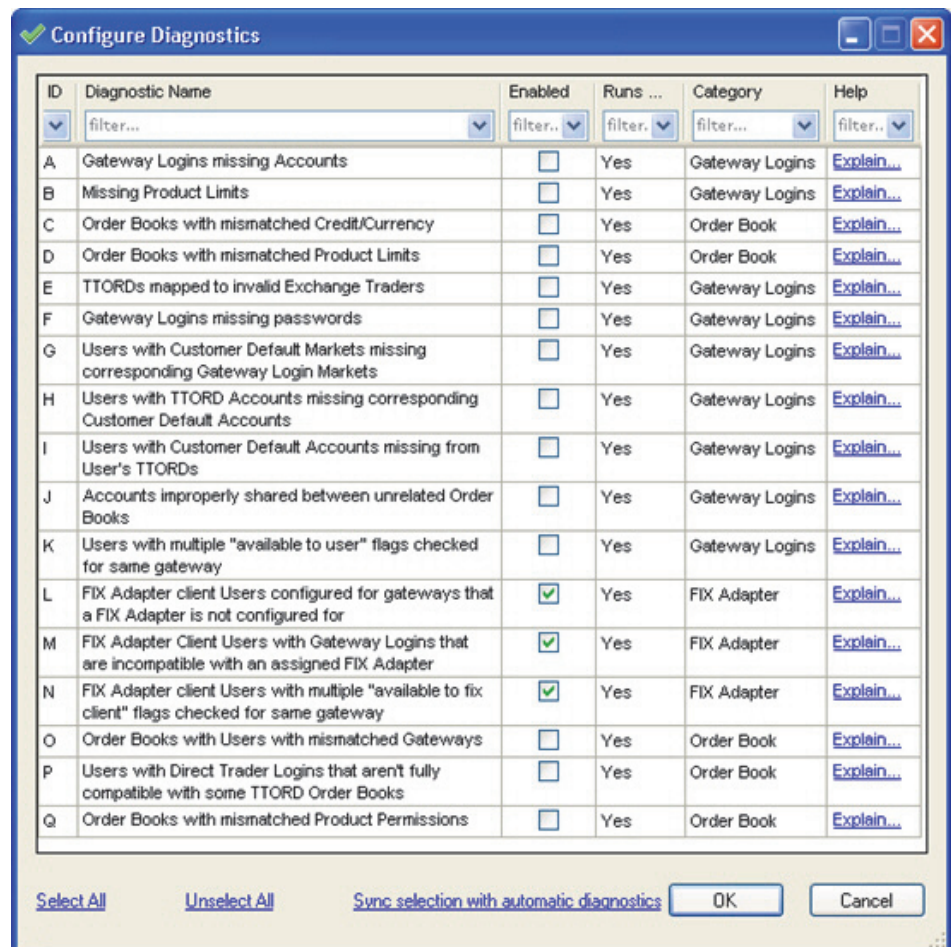 Configure Diagnostics
ID Diagnostic Name Enabled Runs ... Category Help
filter... filter.. filter. filter... filter..
A Gateway Logins missing Accounts Yes Gateway Logins Explain...
B Missing Product Limits Yes Gateway Logins Explain...
C Order Books with mismatched Credit/Currency Yes Order Book Explain...
D Order Books with mismatched Product Limits Yes Order Book Explain...
E TTORDs mapped to invalid Exchange Traders Yes Gateway Logins Explain...
F Gateway Logins missing passwords Yes Gateway Logins Explain...
G Users with Customer Default Markets missing Yes Gateway Logins Explain...
corresponding Gateway Login Markets
H Users with TTORD Accounts missing corresponding Yes Gateway Logins Explain...
Customer Default Accounts
I Users with Customer Default Accounts missing from Yes Gateway Logins Explain...
User's TTORDs
J Accounts improperly shared between unrelated Order Yes Gateway Logins Explain...
Books
K Users with multiple "available to user" flags checked Yes Gateway Logins Explain...
for same gateway
L FIX Adapter client Users configured for gateways that Yes FIX Adapter Explain...
a FIX Adapter is not configured for
M FIX Adapter Client Users with Gateway Logins that Yes FIX Adapter Explain...
are incompatible with an assigned FIX Adapter
N FIX Adapter client Users with multiple "available to fix Yes FIX Adapter Explain...
client" flags checked for same gateway
O Order Books with Users with mismatched Gateways Yes Order Book Explain...
P Users with Direct Trader Logins that aren't fully Yes Order Book Explain...
compatible with some TTORD Order Books
Q Order Books with mismatched Product Permissions Yes Order Book Explain...
Select All Unselect All Sync selection with automatic diagnostics OK Cancel